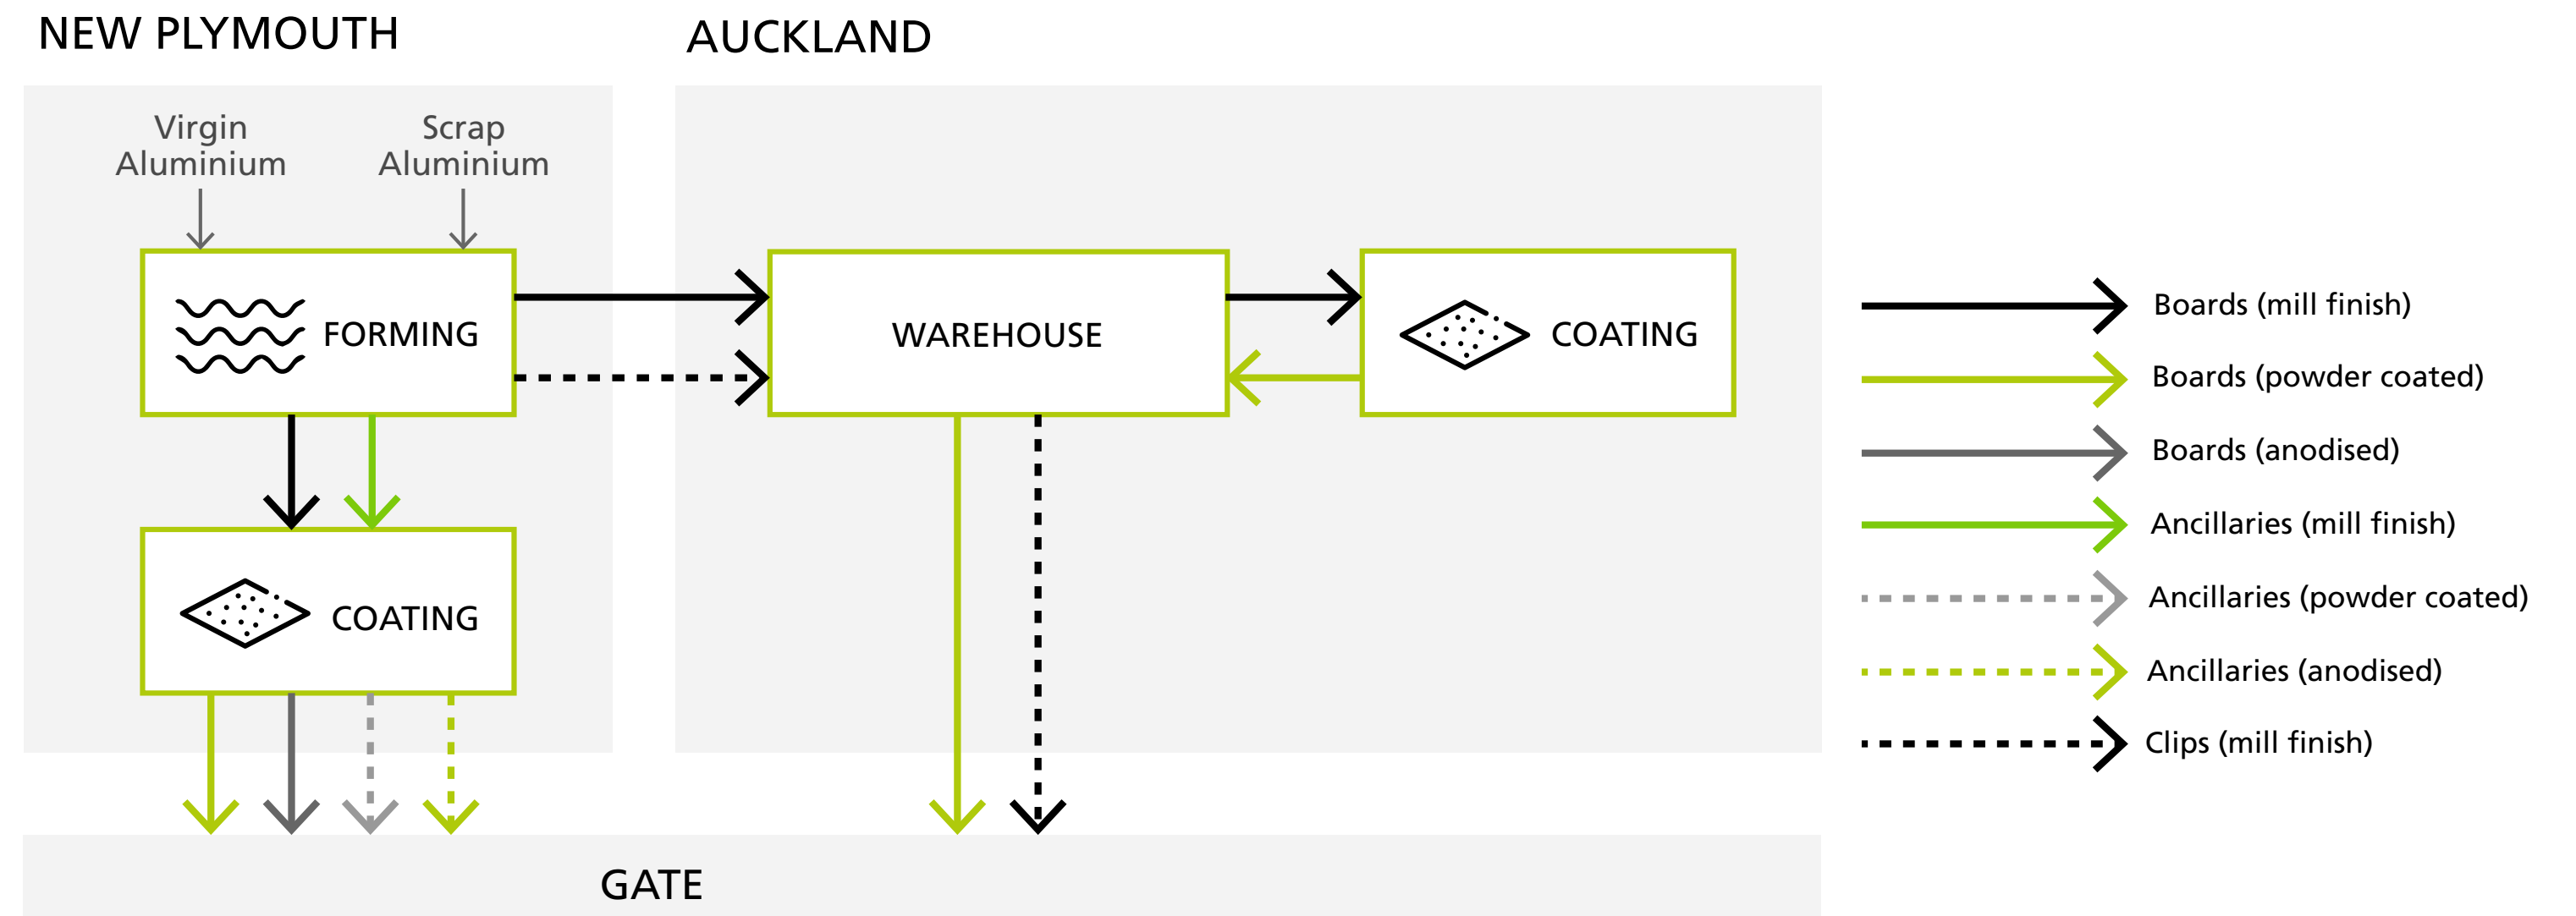 NEW PLYMOUTH
AUCKLAND
Virgin
Aluminium
Scrap
Aluminium
FORMING
WAREHOUSE
COATING
COATING
GATE
Boards (mill finish)
Boards (powder coated)
Boards (anodised)
Ancillaries (mill finish)
Ancillaries (powder coated)
Ancillaries (anodised)
Clips (mill finish)